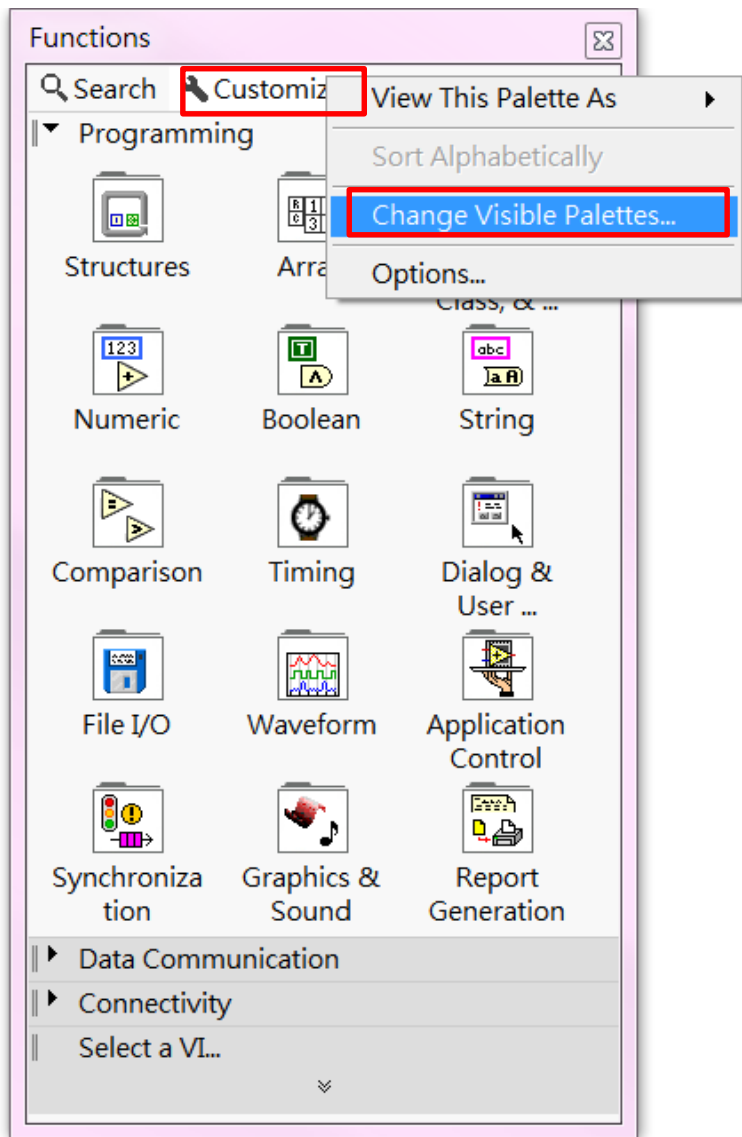 Functions
Search Customiz
View This Palette As
Programming
Sort Alphabetically
Change Visible Palettes...
Structures Arra
Options...
Class, & ...
Numeric Boolean String
Comparison Timing Dialog &
User ...
File I/O Waveform Application
Control
Synchroniza Graphics & Report
tion Sound Generation
Data Communication
Connectivity
Select a VI...